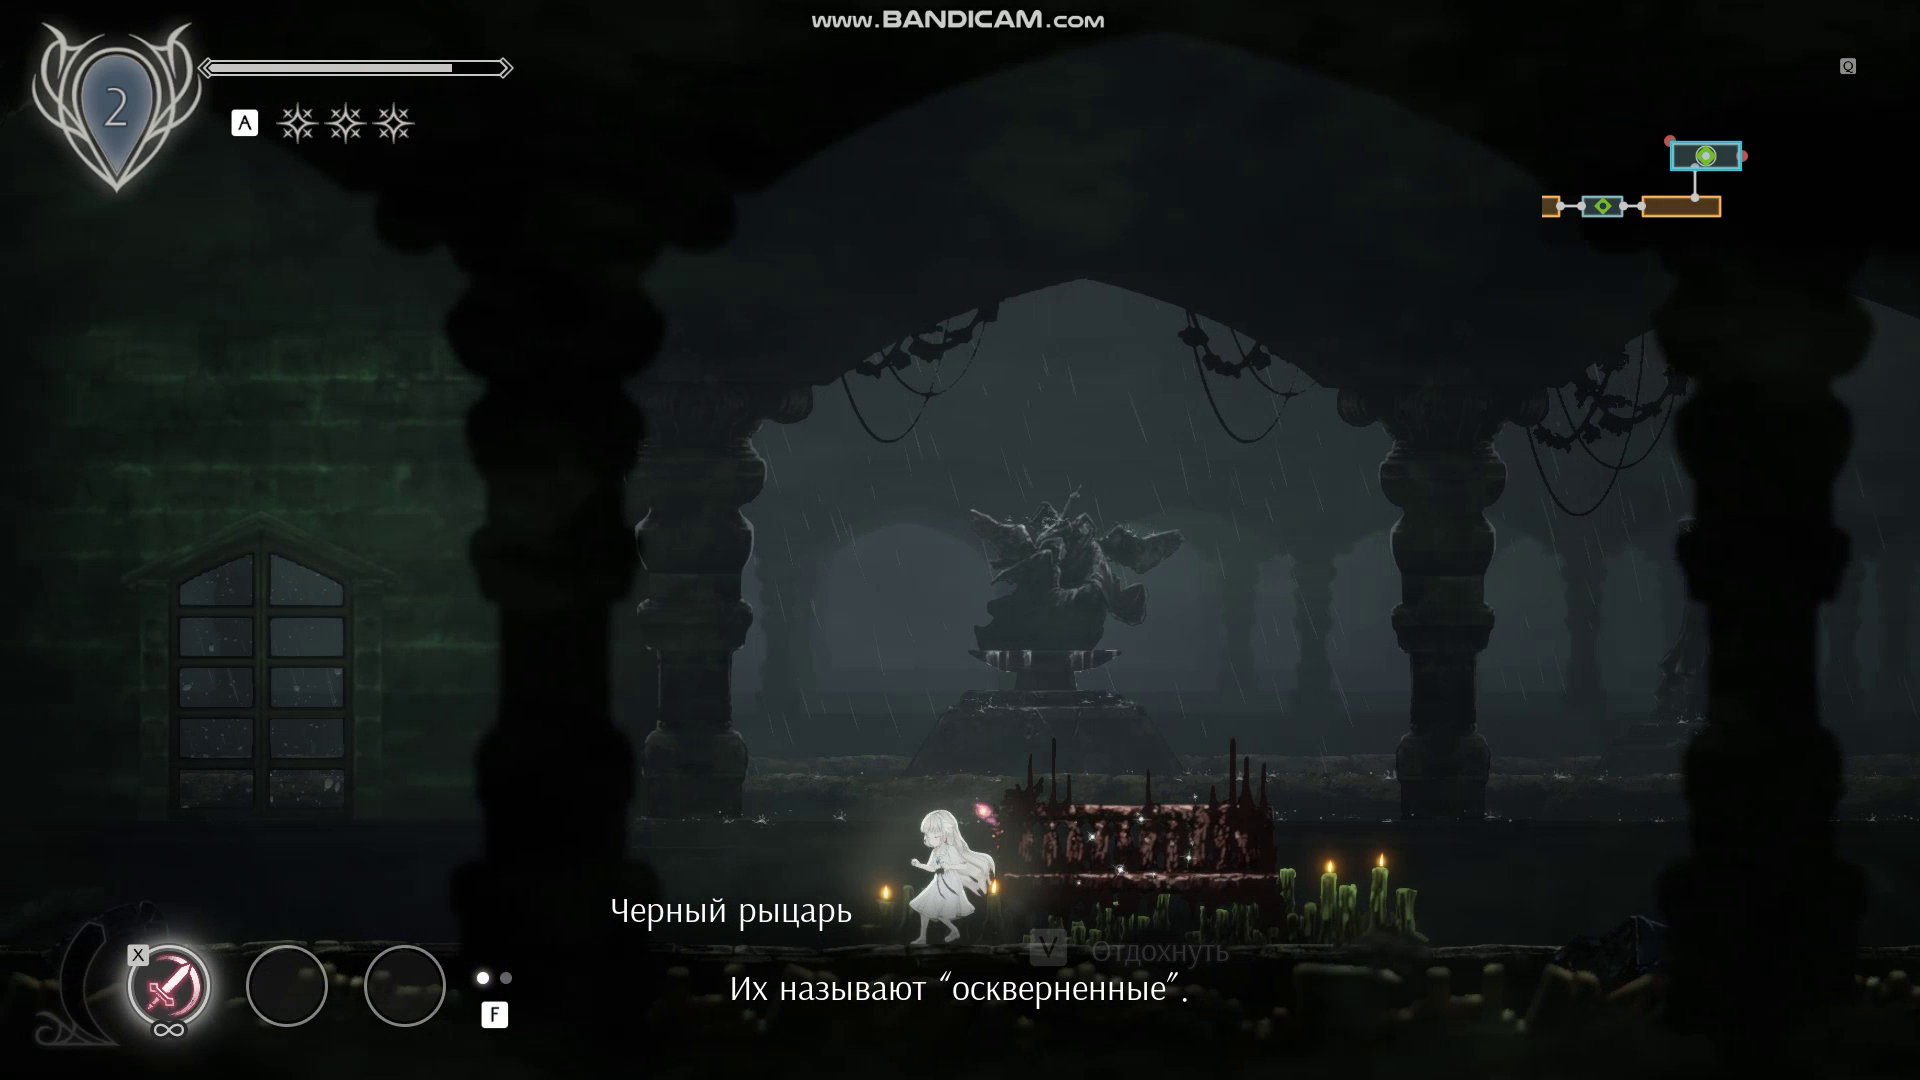 www.BANDICAM.com
2
A
Q
Черный рыцарь
V Отдохнуть
Их называют “оскверненные”.
X
F